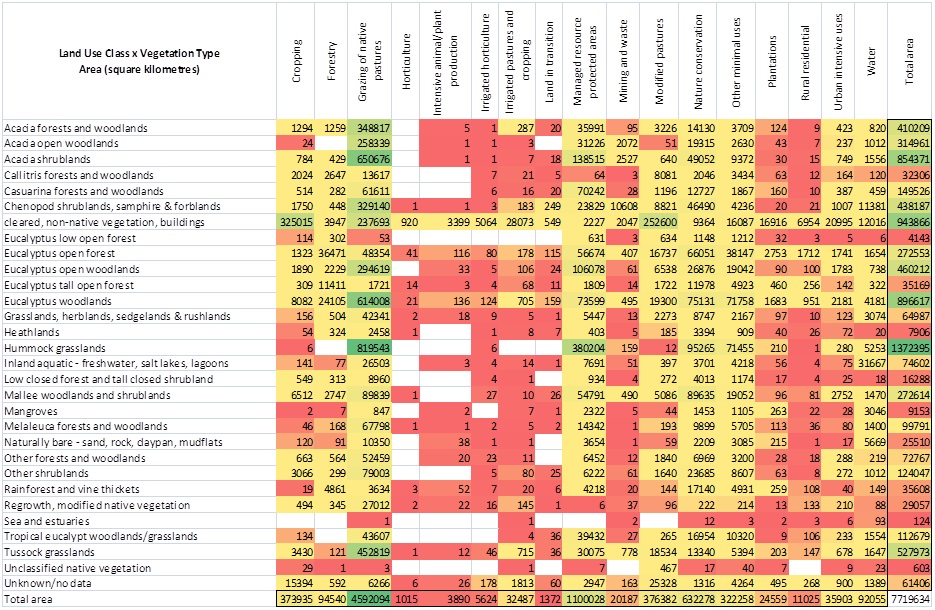 Land Use Class x Vegetation Type
Area (square kilometres)
Cropping
Forestry
Grazing of native
pastures
Horticulture
Intensive animal/plant
production
Irrigated horticulture
Irrigated pastures and
cropping
Land in transition
Managed resource
protected areas
Mining and waste
Modified pastures
Nature conservation
Other minimal uses
Plantations
Rural residential
Urban intensive uses
Water
Total area
Acacia forests and woodlands 1294 1259 348817 5 1 287 20 35991 95 3226 14130 3709 124 9 423 820 410209
Acacia open woodlands 24 258339 1 1 3 31226 2072 51 19315 2630 43 7 237 1012 314961
Acacia shrublands 784 429 650676 1 1 7 18 138515 2527 640 49052 9372 30 15 749 1556 854371
Callitris forests and woodlands 2024 2647 13617 7 21 5 64 3 8081 2046 3434 63 12 164 120 32306
Casuarina forests and woodlands 514 282 61611 6 16 20 70242 28 1196 12727 1867 160 10 387 459 149526
Chenopod shrublands, samphire & forblands 1750 448 329140 1 1 3 183 249 23829 10608 8821 46490 4236 20 21 1007 11381 438187
cleared, non-native vegetation, buildings 325015 3947 237693 920 3399 5064 28073 549 2227 2047 252600 9364 16087 16916 6954 20995 12016 943866
Eucalyptus low open forest 114 302 53 631 3 634 1148 1212 32 3 5 6 4143
Eucalyptus open forest 1323 36471 48354 41 116 80 178 115 56674 407 16737 66051 38147 2753 1712 1741 1654 272553
Eucalyptus open woodlands 1890 2229 294619 33 5 106 24 106078 61 6538 26876 19042 90 100 1783 738 460212
Eucalyptus tall open forest 309 11411 1721 14 3 4 68 11 1809 14 1722 11978 4923 460 256 142 322 35169
Eucalyptus woodlands 8082 24105 614008 21 136 124 705 159 73599 495 19300 75131 71758 1683 951 2181 4181 896617
Grasslands, herblands, sedgelands & rushlands 156 504 42341 2 18 9 5 1 5447 13 2273 8747 2167 97 10 123 3074 64987
Heathlands 54 324 2458 1 1 8 7 403 5 185 3394 909 40 26 72 20 7906
Hummock grasslands 6 819543 6 380204 159 12 95265 71455 210 1 280 5253 1372395
Inland aquatic - freshwater, salt lakes, lagoons 141 77 26503 3 4 14 1 7691 51 397 3701 4218 56 4 75 31667 74602
Low closed forest and tall closed shrubland 549 313 8960 4 1 934 4 272 4013 1174 17 4 25 18 16288
Mallee woodlands and shrublands 6512 2747 89839 1 27 10 26 54791 490 5086 89635 19052 96 81 2752 1470 272614
Mangroves 2 7 847 2 7 1 2322 5 44 1453 1105 263 22 28 3046 9153
Melaleuca forests and woodlands 46 168 67798 1 1 2 5 2 14342 1 193 9899 5705 113 36 80 1400 99791
Naturally bare - sand, rock, claypan, mudflats 120 91 10350 38 1 1 3654 1 59 2209 3085 215 1 17 5669 25510
Other forests and woodlands 663 564 52459 20 23 11 6452 12 1840 6969 3200 28 18 288 219 72767
Other shrublands 3066 299 79003 5 80 25 6222 61 1640 23685 8607 63 8 272 1012 124047
Rainforest and vine thickets 19 4861 3634 3 52 7 20 6 4218 20 144 17140 4931 259 108 40 149 35608
Regrowth, modified native vegetation 494 345 27012 2 22 16 145 1 6 37 96 222 214 13 133 210 88 29057
Sea and estuaries 1 1 2 12 3 2 3 6 93 124
Tropical eucalypt woodlands/grasslands 134 43607 4 36 39432 27 265 16954 10320 9 106 233 1554 112679
Tussock grasslands 3430 121 452819 1 12 46 715 36 30075 778 18534 13340 5394 203 147 678 1647 527973
Unclassified native vegetation 29 1 3 1 7 467 17 40 7 9 23 603
Unknown/no data 15394 592 6266 6 26 178 1813 60 2947 163 25328 1316 4264 495 268 900 1389 61406
Total area 373935 94540 4592094 1015 3890 5624 32487 1372 1100028 20187 376382 632278 322258 24559 11025 35903 92055 7719634